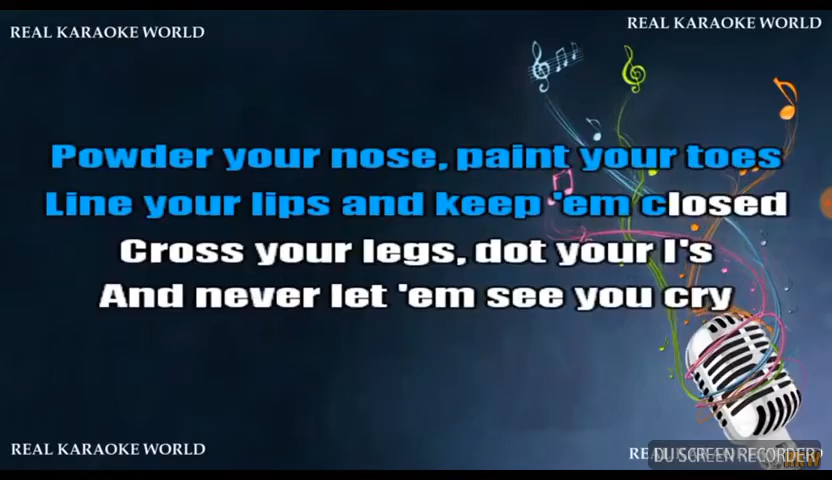 REAL KARAOKE WORLD
REAL KARAOKE WORLD
Powder your nose, paint your toes
Line your lips and keep 'em closed
Cross your legs, dot your I's
And never let 'em see you cry
REAL KARAOKE WORLD
DU SCREEN RECORDER